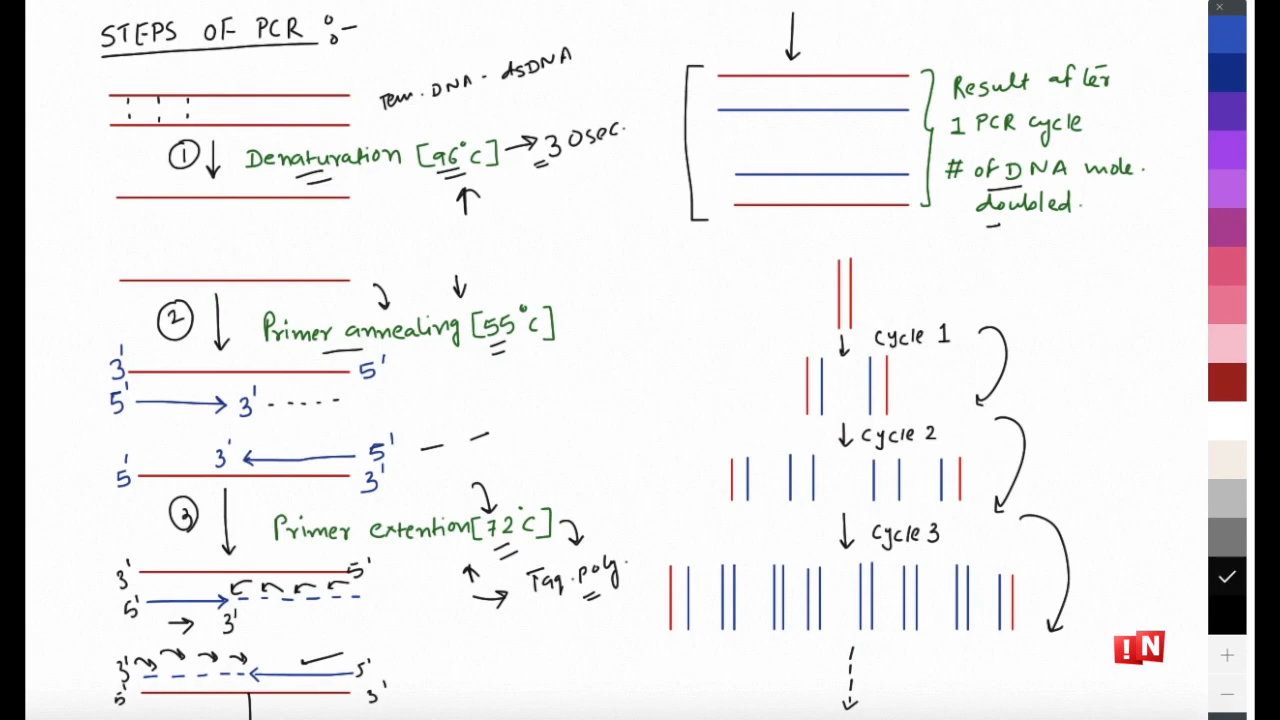 STEPS OF PCR :-
Tem. DNA - dsDNA
① Denaturation [96°C] → 30sec.
② Primer annealing [55°C]
3' 5'
5' 3'
3' 5'
5' 3'
③ Primer extention [72°C]
Taq. poly.
3' 5'
5' 3'
3' 5'
5' 3'
Result after
1 PCR cycle
# of DNA mole.
doubled.
Cycle 1
Cycle 2
Cycle 3
!N